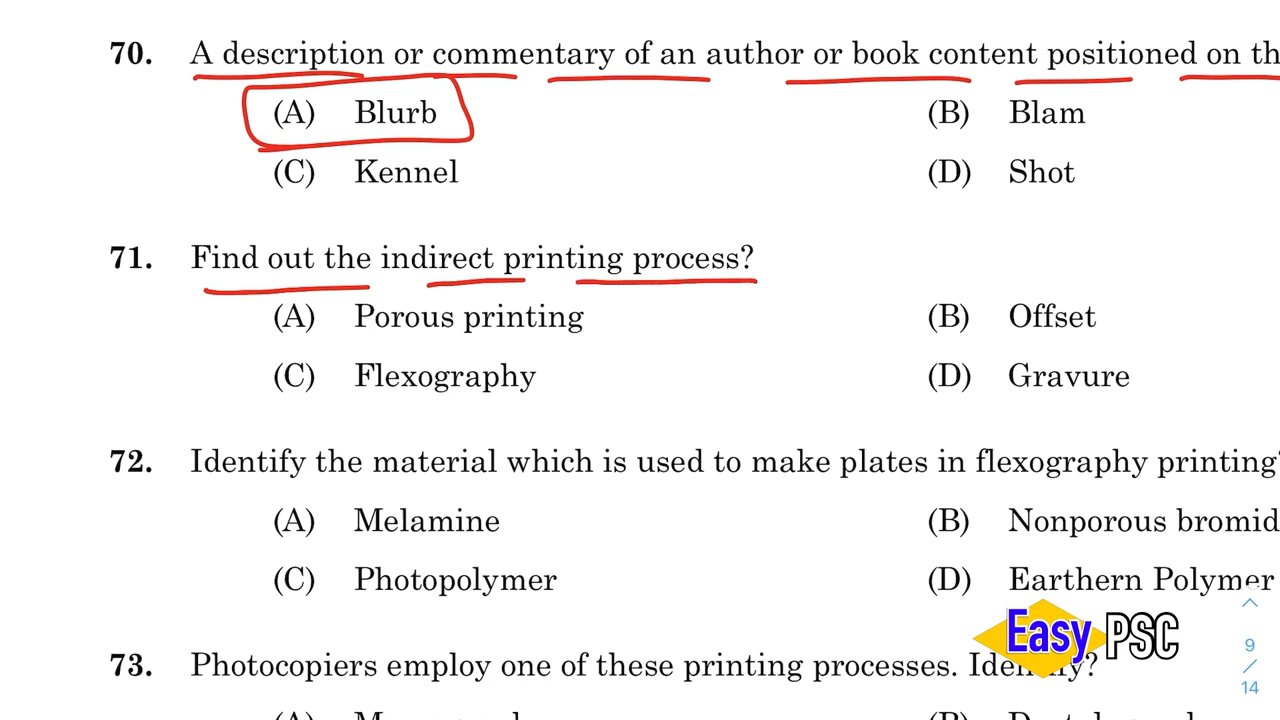 70. A description or commentary of an author or book content positioned on th
(A) Blurb (B) Blam
(C) Kennel (D) Shot
71. Find out the indirect printing process?
(A) Porous printing (B) Offset
(C) Flexography (D) Gravure
72. Identify the material which is used to make plates in flexography printing?
(A) Melamine (B) Nonporous bromid
(C) Photopolymer (D) Earthern Polymer
Easy PSC
73. Photocopiers employ one of these printing processes. Identify?
9
/
14
(A) (B)